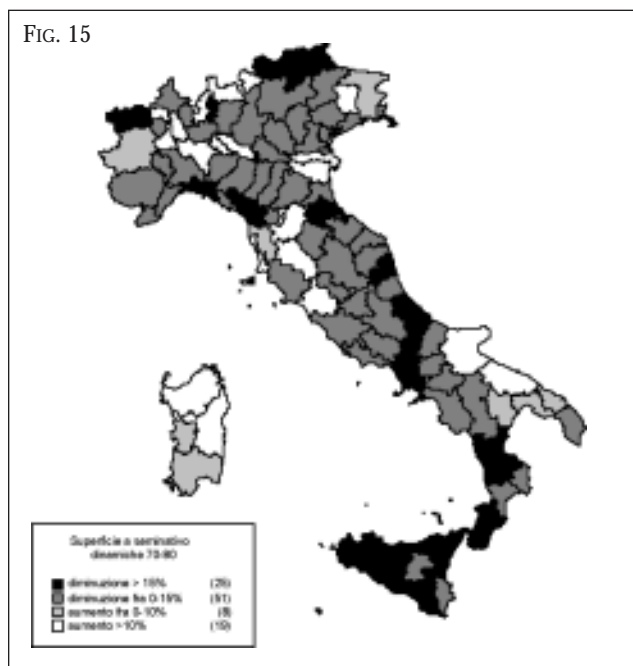 FIG. 15
Superficie a seminativo
dinamiche 70-80
diminuzione > 15% (25)
diminuzione fra 0-15% (51)
aumento fra 0-10% (8)
aumento >10% (19)